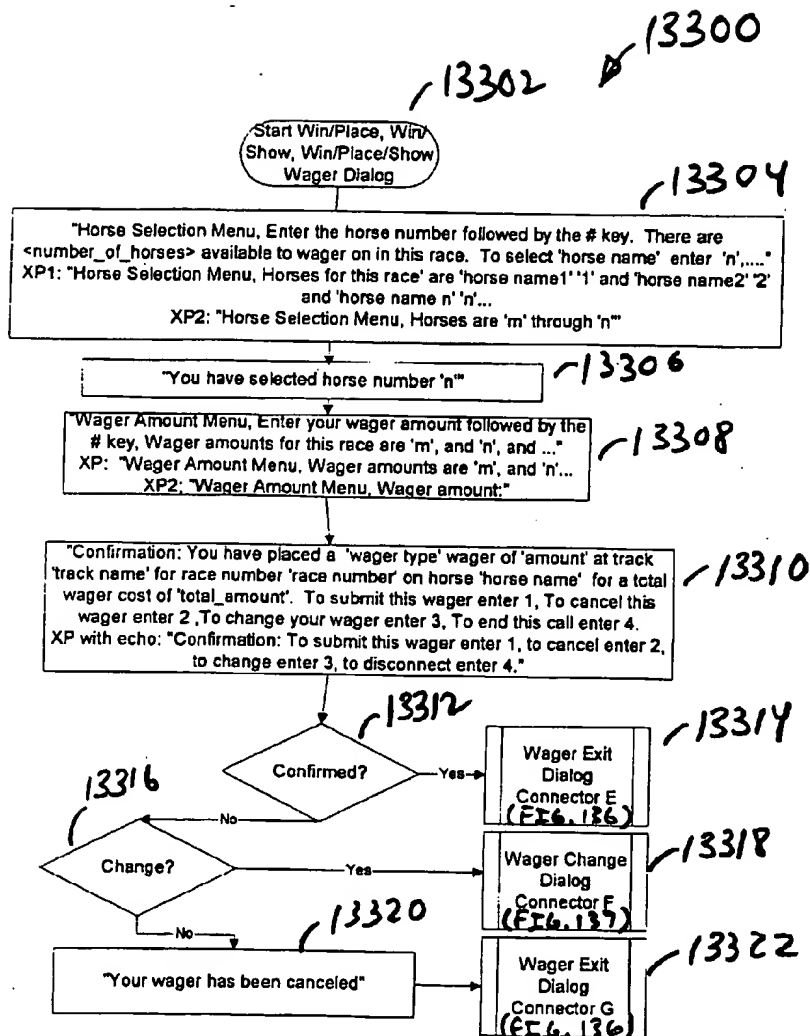 13300
13302
Start Win/Place, Win/
Show, Win/Place/Show
Wager Dialog
13304
"Horse Selection Menu, Enter the horse number followed by the # key. There are
<number_of_horses> available to wager on in this race. To select 'horse name' enter 'n',...."
XP1: "Horse Selection Menu, Horses for this race' are 'horse name1' '1' and 'horse name2' '2'
and 'horse name n' 'n'...
XP2: "Horse Selection Menu, Horses are 'm' through 'n'"
13306
"You have selected horse number 'n'"
"Wager Amount Menu, Enter your wager amount followed by the
# key, Wager amounts for this race are 'm', and 'n', and ..."
XP: "Wager Amount Menu, Wager amounts are 'm', and 'n'...
XP2: "Wager Amount Menu, Wager amount:"
13308
"Confirmation: You have placed a 'wager type' wager of 'amount' at track
'track name' for race number 'race number' on horse 'horse name' for a total
wager cost of 'total_amount'. To submit this wager enter 1, To cancel this
wager enter 2 ,To change your wager enter 3, To end this call enter 4.
XP with echo: "Confirmation: To submit this wager enter 1, to cancel enter 2,
to change enter 3, to disconnect enter 4."
13310
13312
Confirmed?
Yes
13314
Wager Exit
Dialog
Connector E
(FIG. 136)
No
13316
Change?
Yes
13318
Wager Change
Dialog
Connector F
(FIG. 137)
No
13320
"Your wager has been canceled"
13322
Wager Exit
Dialog
Connector G
(FIG. 136)